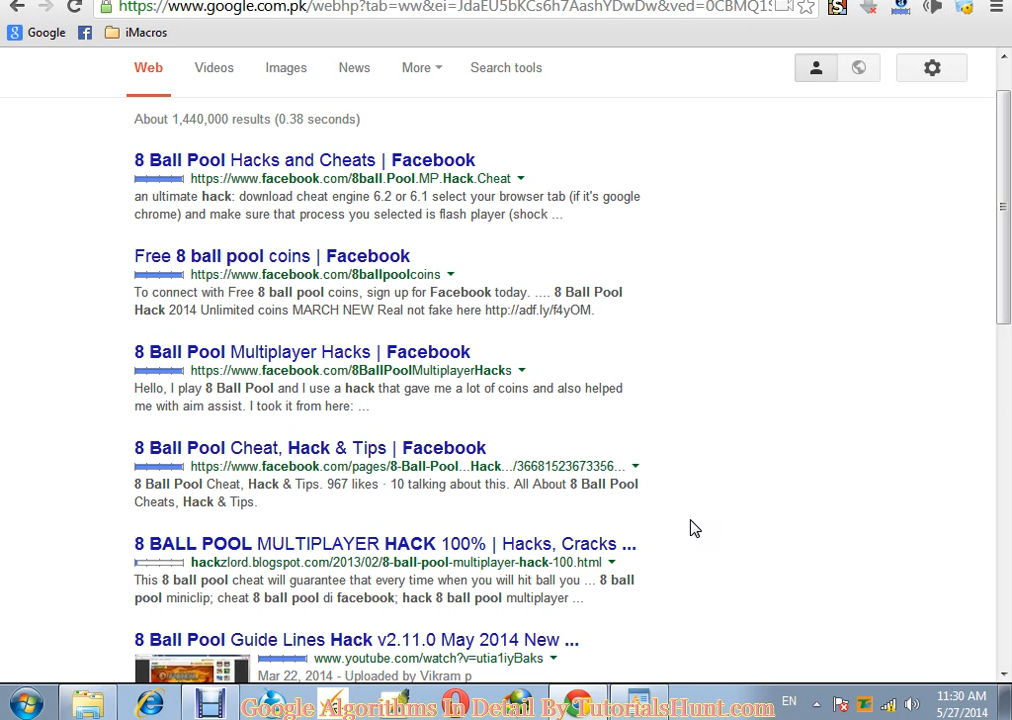 https://www.google.com.pk/webhp?tab=ww&ei=JdaEU5bKCs6h7AashYDwDw&ved=0CBMQ1S
Google
iMacros
Web Videos Images News More Search tools
About 1,440,000 results (0.38 seconds)
8 Ball Pool Hacks and Cheats | Facebook
https://www.facebook.com/8ball.Pool.MP.Hack.Cheat
an ultimate hack: download cheat engine 6.2 or 6.1 select your browser tab (if it's google
chrome) and make sure that process you selected is flash player (shock ...
Free 8 ball pool coins | Facebook
https://www.facebook.com/8ballpoolcoins
To connect with Free 8 ball pool coins, sign up for Facebook today. .... 8 Ball Pool
Hack 2014 Unlimited coins MARCH NEW Real not fake here http://adf.ly/f4yOM.
8 Ball Pool Multiplayer Hacks | Facebook
https://www.facebook.com/8BallPoolMultiplayerHacks
Hello, I play 8 Ball Pool and I use a hack that gave me a lot of coins and also helped
me with aim assist. I took it from here: ...
8 Ball Pool Cheat, Hack & Tips | Facebook
https://www.facebook.com/pages/8-Ball-Pool...Hack.../36681523673356...
8 Ball Pool Cheat, Hack & Tips. 967 likes · 10 talking about this. All About 8 Ball Pool
Cheats, Hack & Tips.
8 BALL POOL MULTIPLAYER HACK 100% | Hacks, Cracks ...
hackzlord.blogspot.com/2013/02/8-ball-pool-multiplayer-hack-100.html
This 8 ball pool cheat will guarantee that every time when you will hit ball you ... 8 ball
pool miniclip; cheat 8 ball pool di facebook; hack 8 ball pool multiplayer ...
8 Ball Pool Guide Lines Hack v2.11.0 May 2014 New ...
www.youtube.com/watch?v=utia1iyBaks
Mar 22, 2014 - Uploaded by Vikram p
Google Algorithms In Detail By TutorialsHunt.com
EN
11:30 AM
5/27/2014